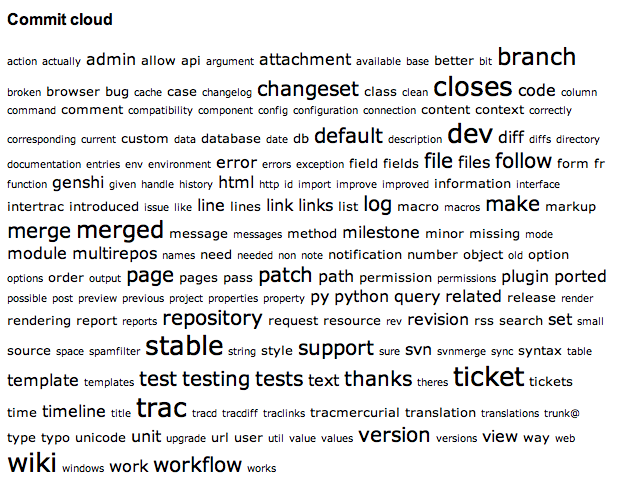 Commit cloud
action actually admin allow api argument attachment available base better bit branch
broken browser bug cache case changelog changeset class clean closes code column
command comment compatibility component config configuration connection content context correctly
corresponding current custom data database date db default description dev diff diffs directory
documentation entries env environment error errors exception field fields file files follow form fr
function genshi given handle history html http id import improve improved information interface
intertrac introduced issue like line lines link links list log macro macros make markup
merge merged message messages method milestone minor missing mode
module multirepos names need needed non note notification number object old option
options order output page pages pass patch path permission permissions plugin ported
possible post preview previous project properties property py python query related release render
rendering report reports repository request resource rev revision rss search set small
source space spamfilter stable string style support sure svn svnmerge sync syntax table
template templates test testing tests text thanks theres ticket tickets
time timeline title trac tracd tracdiff traclinks tracmercurial translation translations trunk@
type typo unicode unit upgrade url user util value values version versions view way web
wiki windows work workflow works